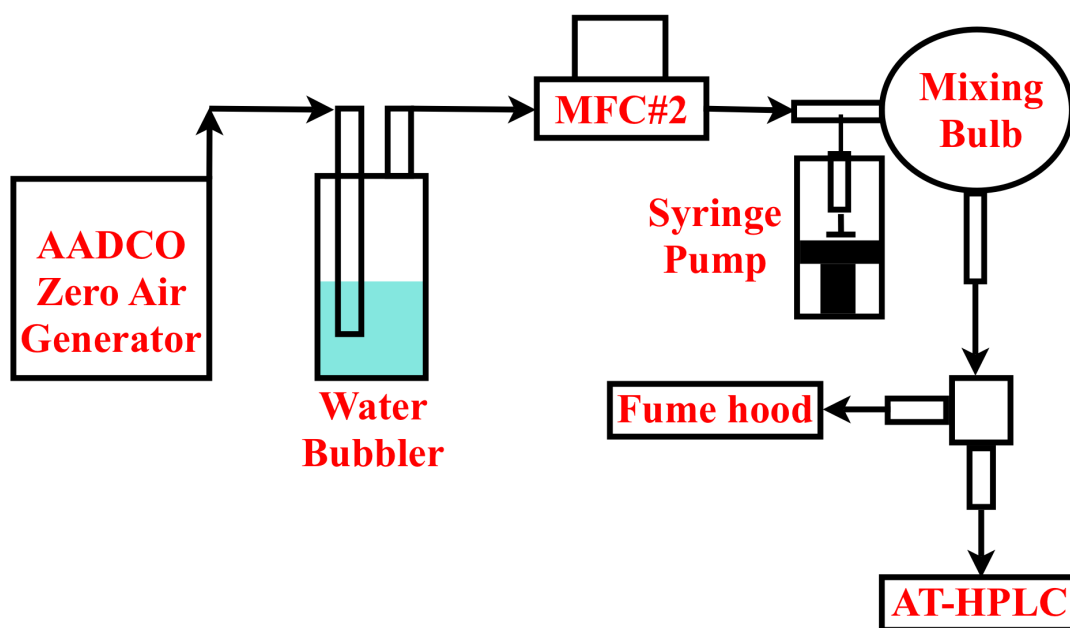 AADCO
Zero Air
Generator
Water
Bubbler
MFC#2
Syringe
Pump
Mixing
Bulb
Fume hood
AT-HPLC